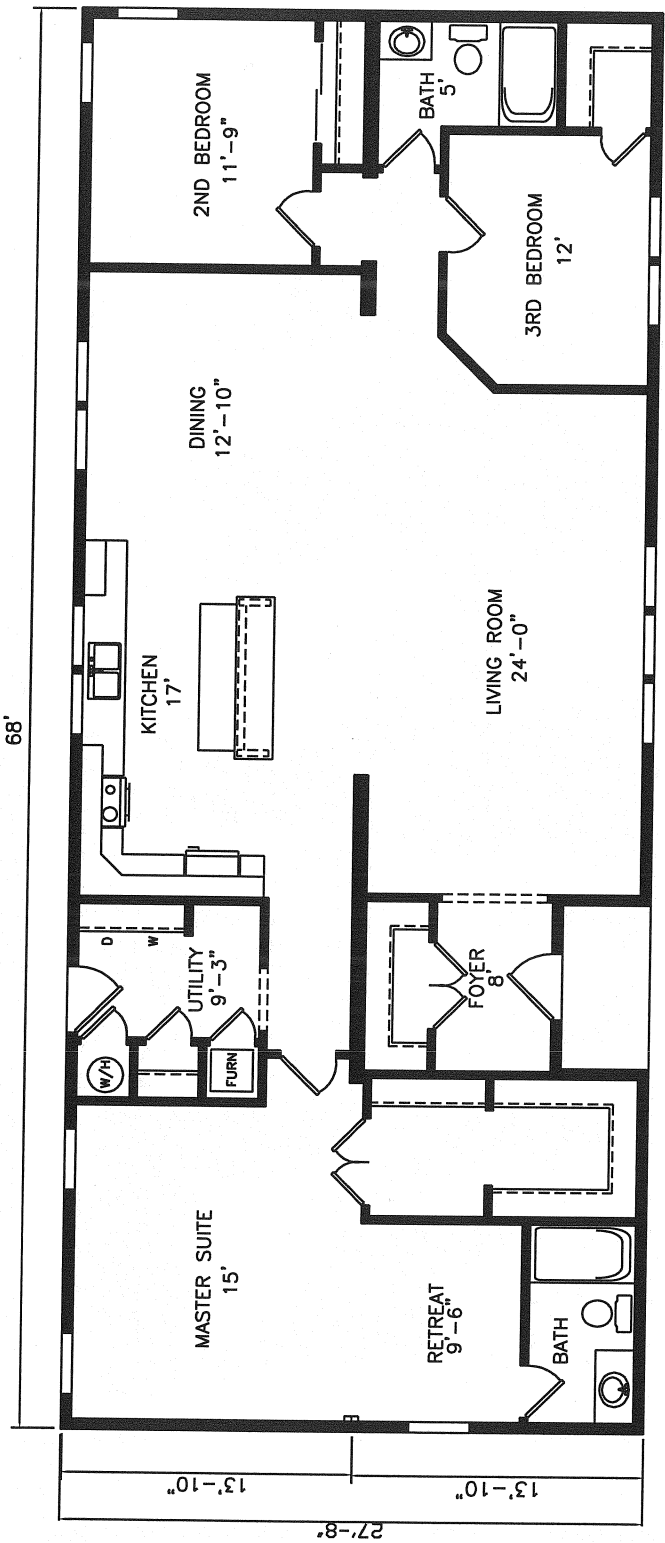 68'
2ND BEDROOM
11'-9"
BATH
5'
3RD BEDROOM
12'
DINING
12'-10"
KITCHEN
17'
LIVING ROOM
24'-0"
D
W
UTILITY
9'-3"
FOYER
8'
W/H
FURN
MASTER SUITE
15'
RETREAT
9'-6"
BATH
13'-10"
13'-10"
27'-8"